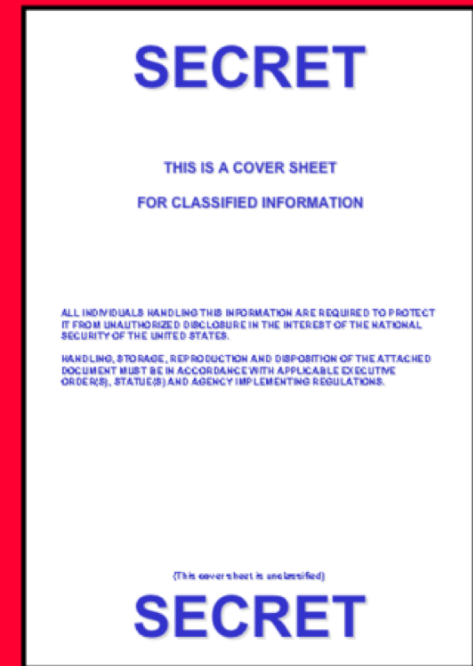 SECRET
THIS IS A COVER SHEET
FOR CLASSIFIED INFORMATION
ALL INDIVIDUALS HANDLING THIS INFORMATION ARE REQUIRED TO PROTECT
IT FROM UNAUTHORIZED DISCLOSURE IN THE INTEREST OF THE NATIONAL
SECURITY OF THE UNITED STATES.
HANDLING, STORAGE, REPRODUCTION AND DISPOSITION OF THE ATTACHED
DOCUMENT MUST BE IN ACCORDANCE WITH APPLICABLE EXECUTIVE
ORDER(S), STATUE(S) AND AGENCY IMPLEMENTING REGULATIONS.
(This cover sheet is unclassified)
SECRET